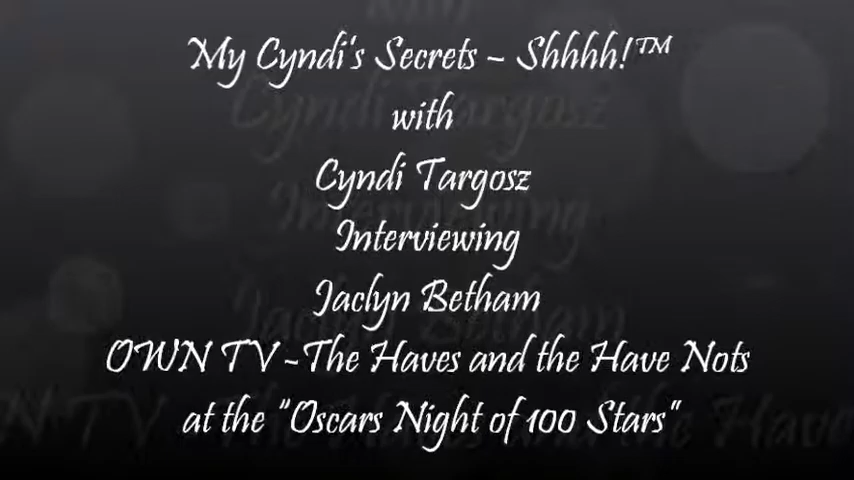 My Cyndi's Secrets – Shhhh!™
with
Cyndi Targosz
Interviewing
Jaclyn Betham
OWN TV -The Haves and the Have Nots
at the "Oscars Night of 100 Stars"